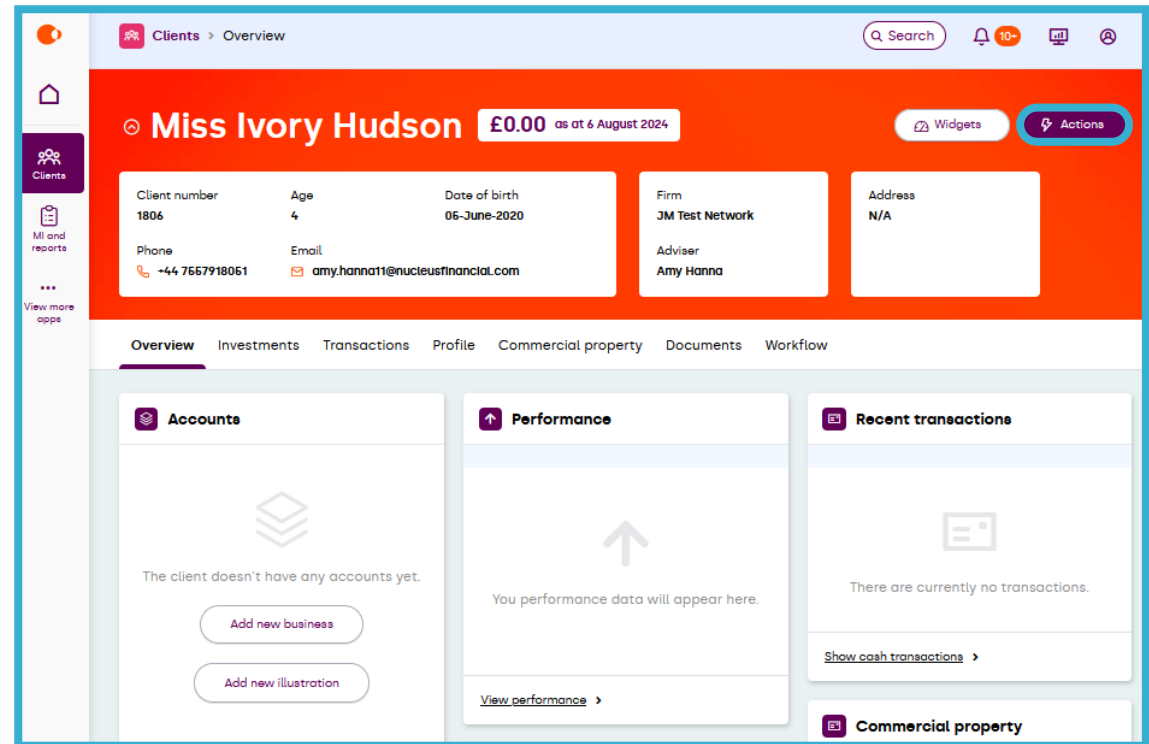 Clients > Overview
Search
10+
Clients
MI and
reports
View more
apps
Miss Ivory Hudson
£0.00 as at 6 August 2024
Widgets
Actions
Client number
1806
Age
4
Date of birth
05-June-2020
Phone
+44 7557918051
Email
amy.hanna11@nucleusfinancial.com
Firm
JM Test Network
Adviser
Amy Hanna
Address
N/A
Overview Investments Transactions Profile Commercial property Documents Workflow
Accounts
The client doesn't have any accounts yet.
Add new business
Add new illustration
Performance
You performance data will appear here.
View performance >
Recent transactions
There are currently no transactions.
Show cash transactions >
Commercial property